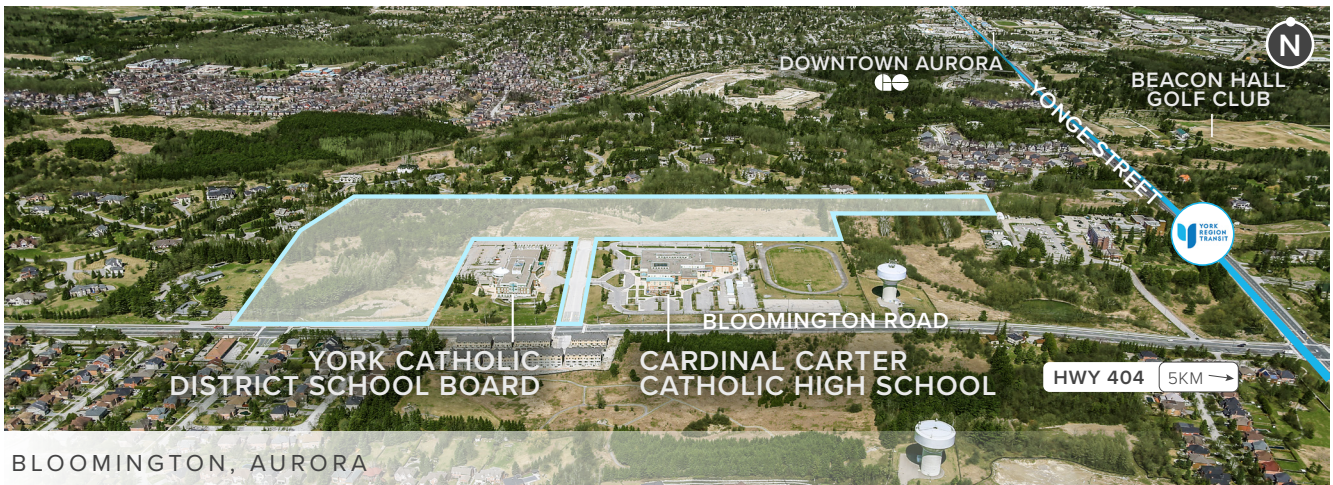 N
DOWNTOWN AURORA
BEACON HALL
GOLF CLUB
YONGE STREET
YORK
REGION
TRANSIT
BLOOMINGTON ROAD
YORK CATHOLIC
DISTRICT SCHOOL BOARD
CARDINAL CARTER
CATHOLIC HIGH SCHOOL
HWY 404 5KM
BLOOMINGTON, AURORA